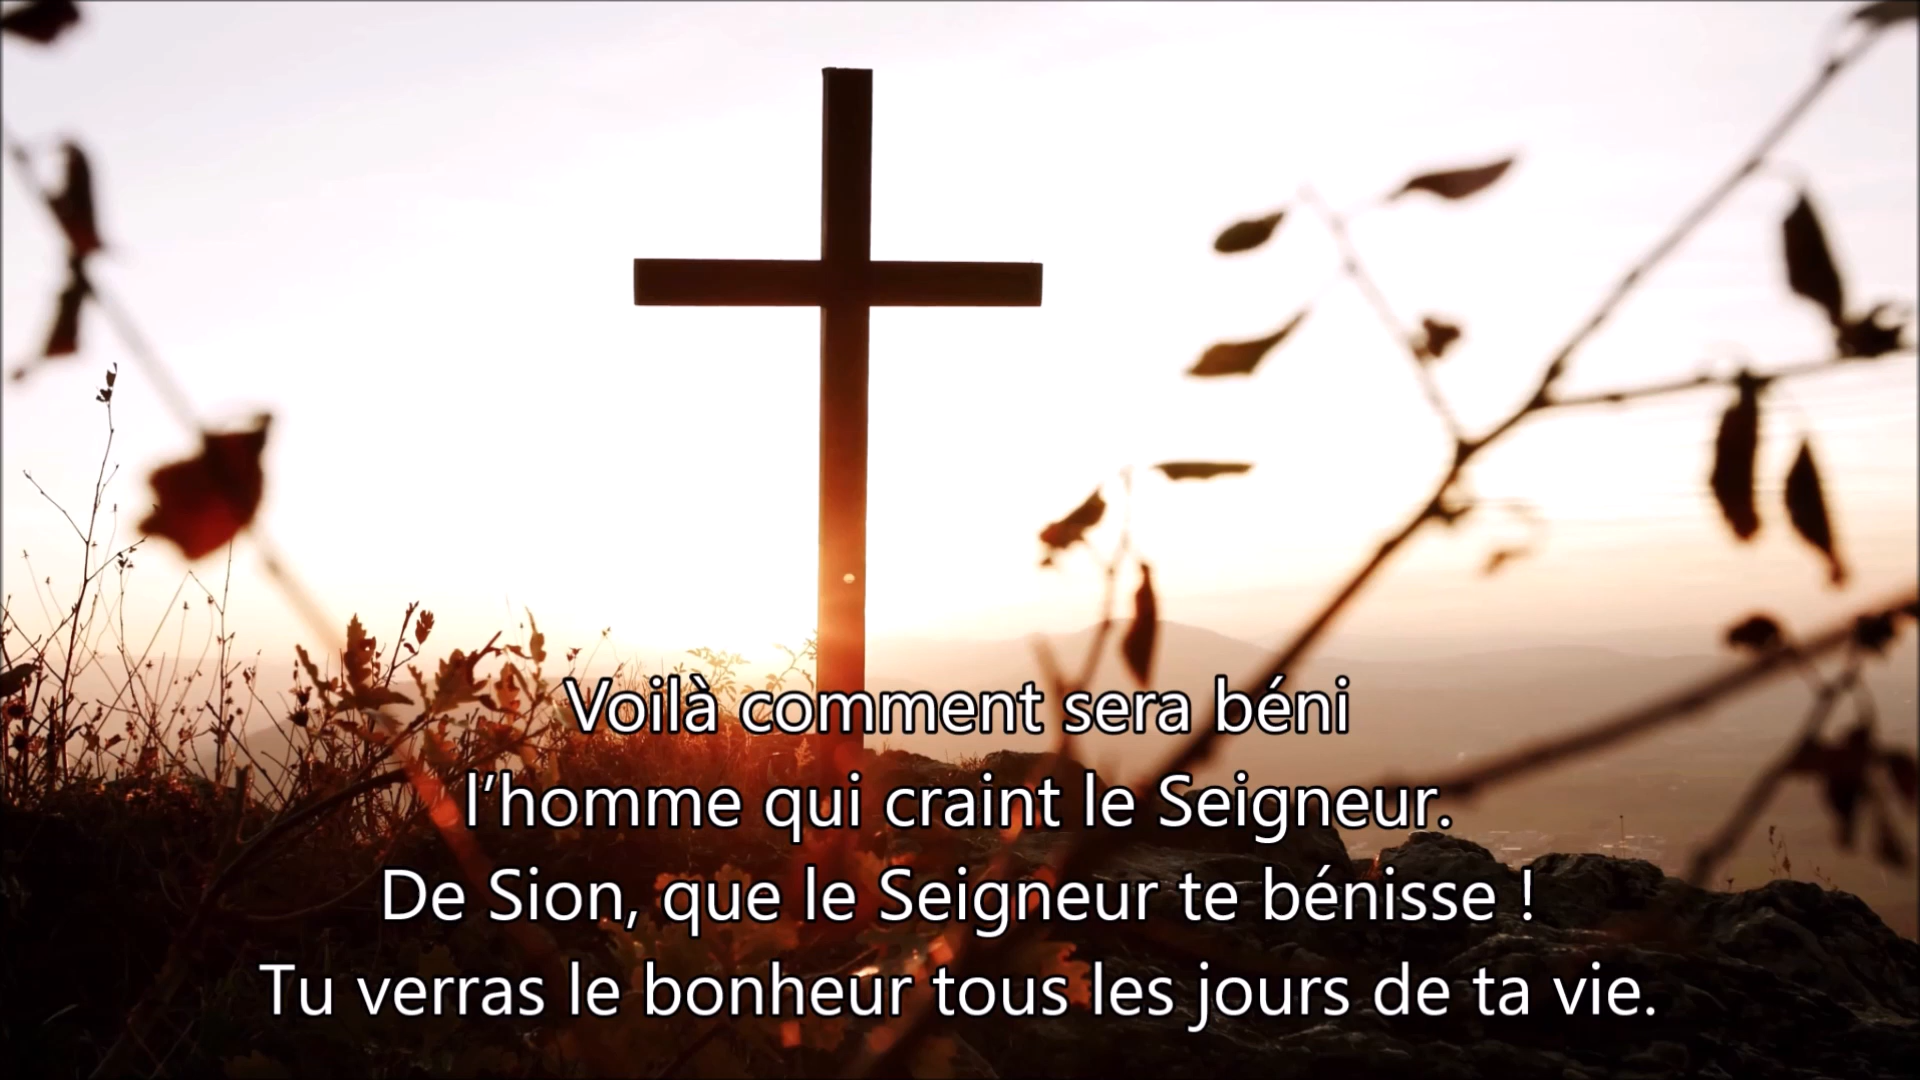 Voilà comment sera béni
l’homme qui craint le Seigneur.
De Sion, que le Seigneur te bénisse !
Tu verras le bonheur tous les jours de ta vie.